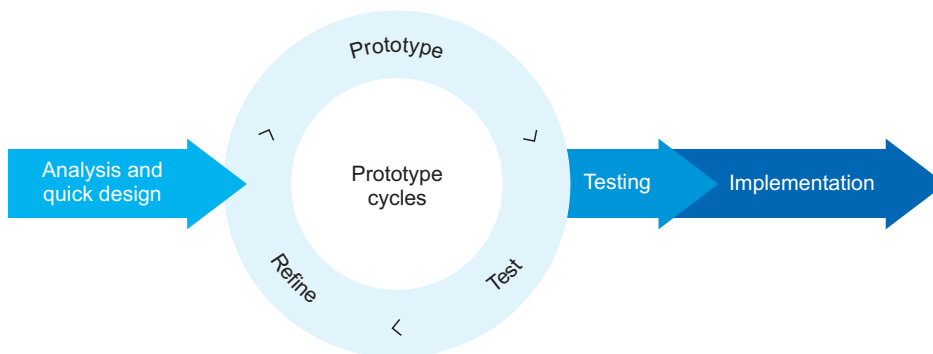 Prototype
Analysis and
quick design
Prototype
cycles
Testing
Implementation
Refine
Test